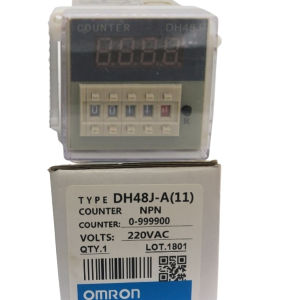 COUNTER DH48J
TYPE DH48J-A(11)
COUNTER NPN
COUNTER: 0-999900
VOLTS: 220VAC
QTY.1 LOT.1801
OMRON